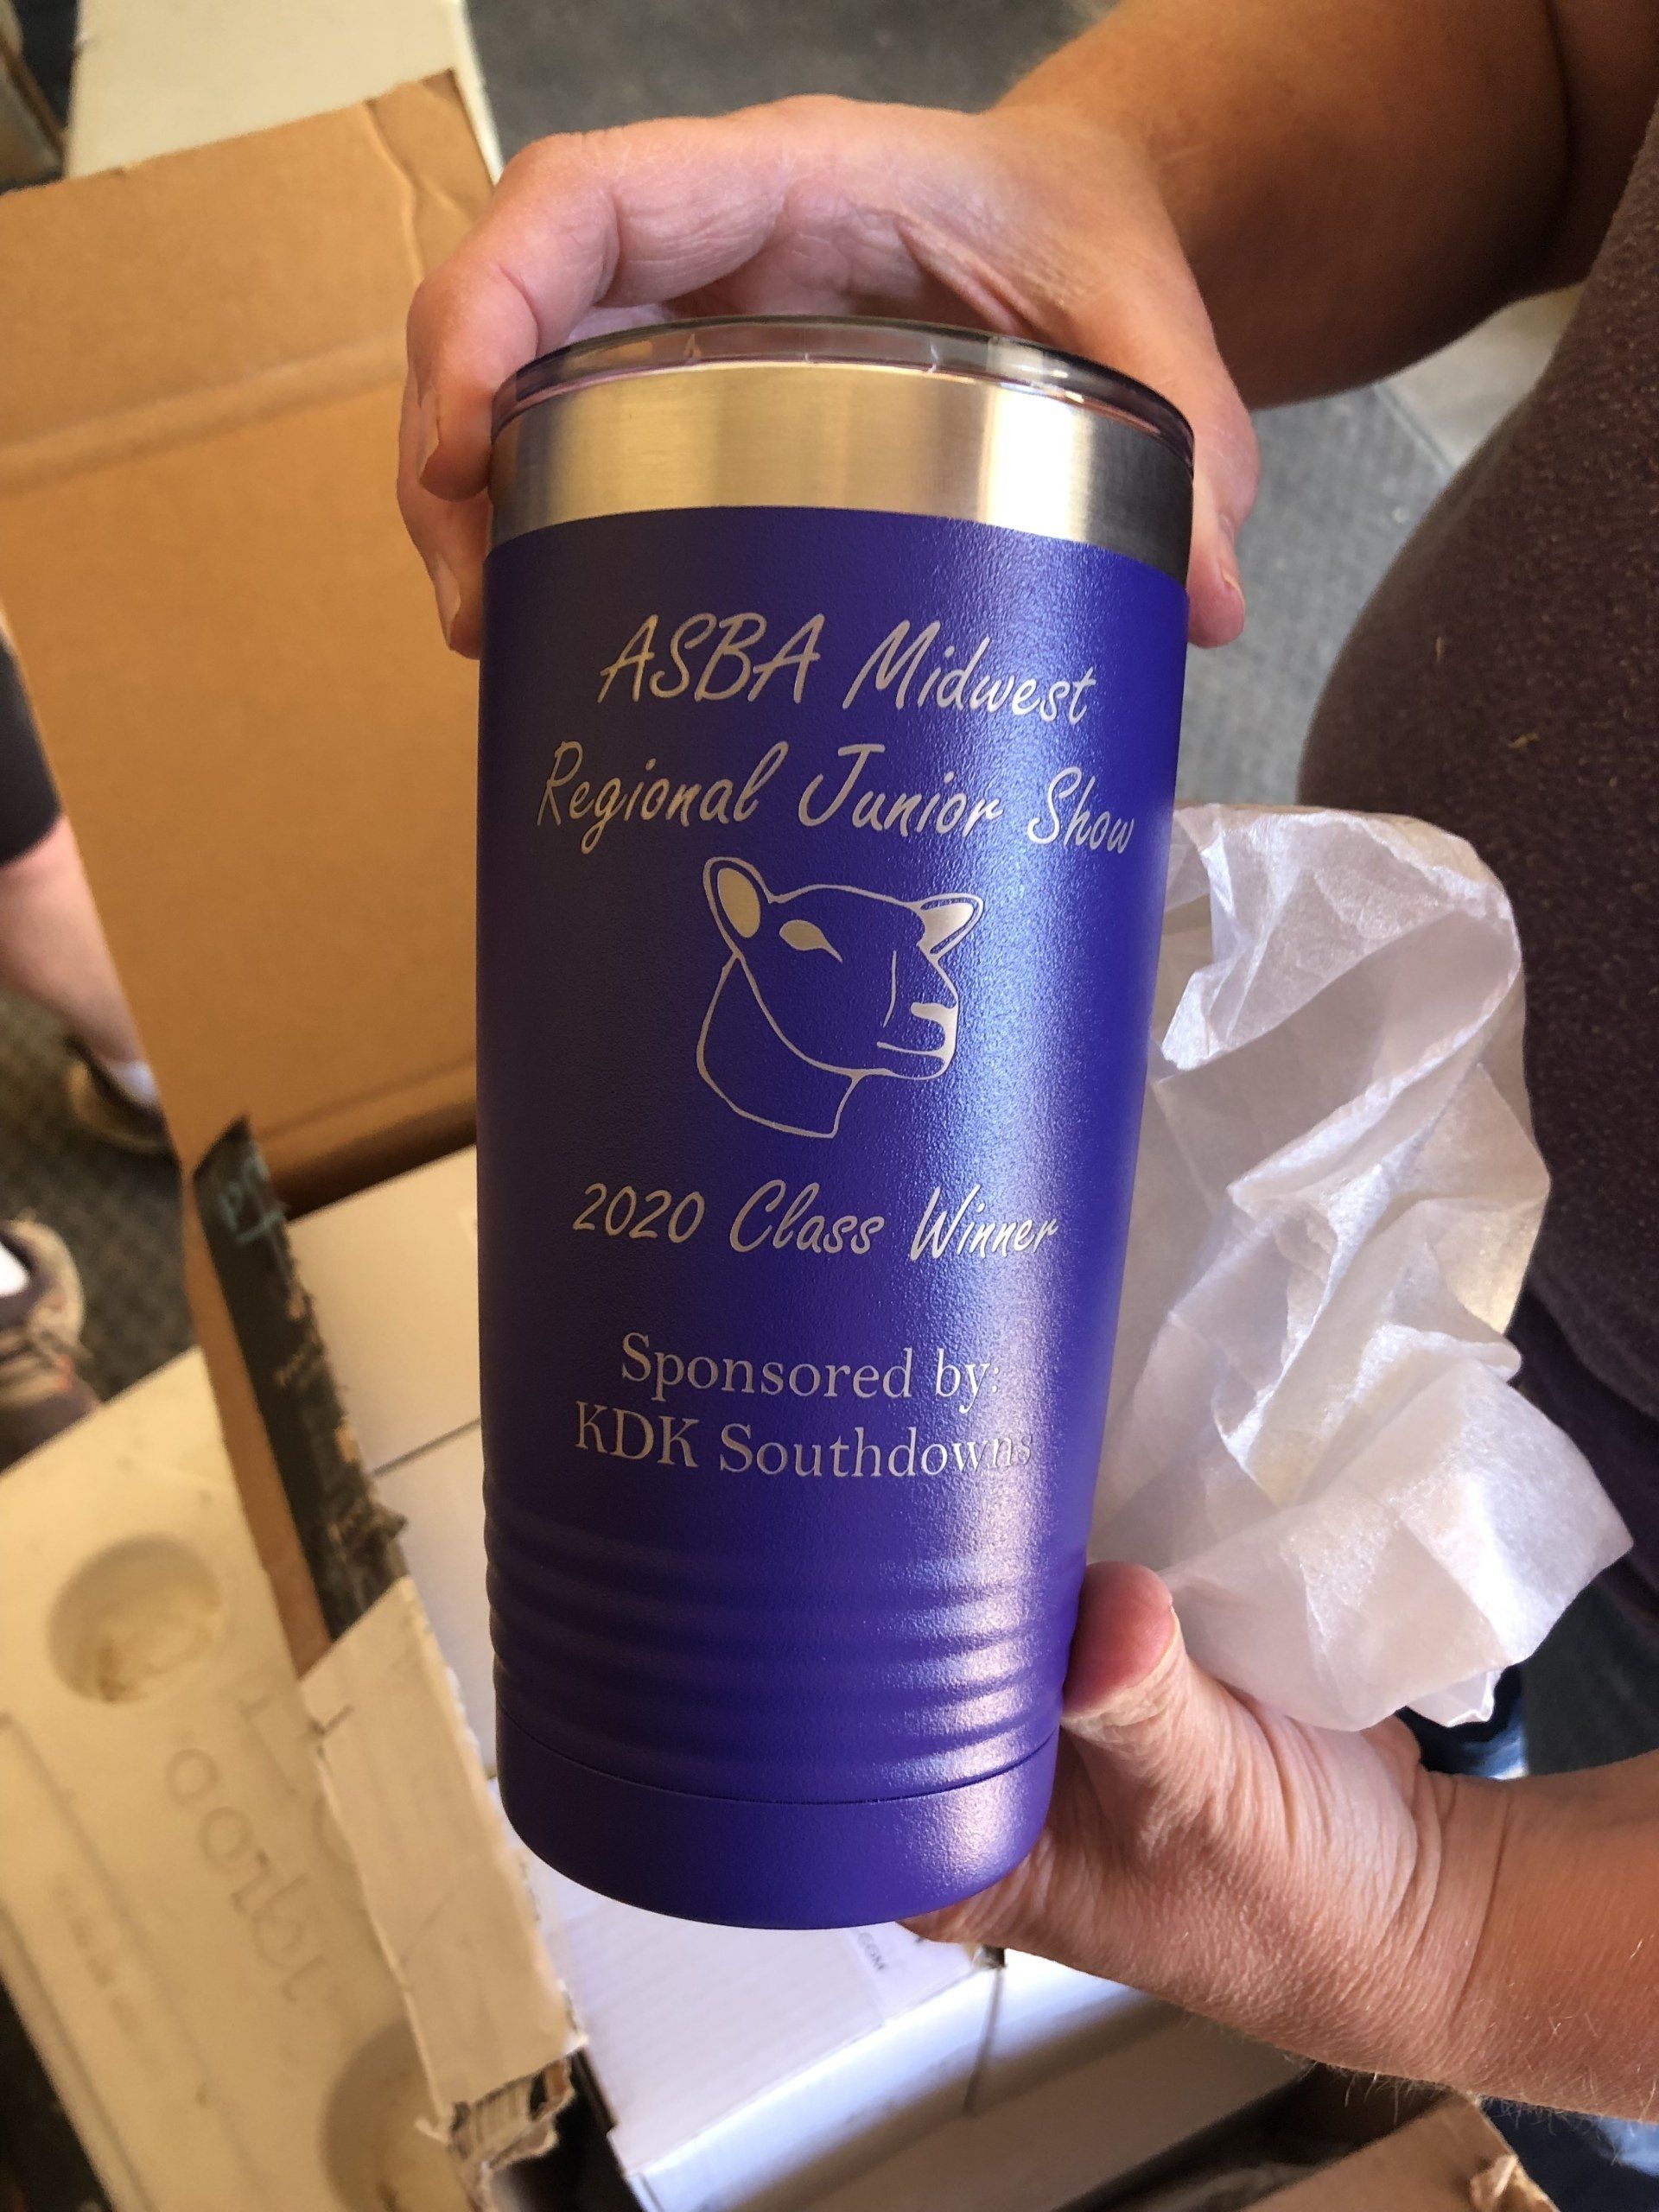 ASBA Midwest
Regional Junior Show
2020 Class Winner
Sponsored by:
KDK Southdowns